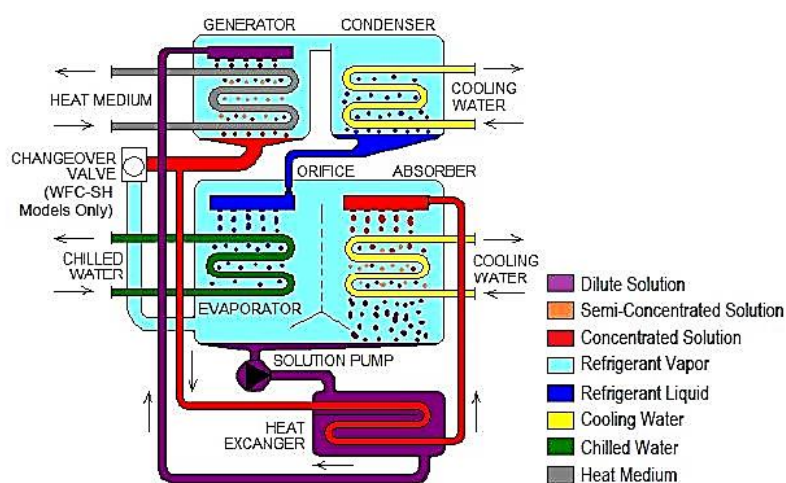 GENERATOR
CONDENSER
HEAT MEDIUM
COOLING
WATER
CHANGEOVER
VALVE
(WFC-SH
Models Only)
ORIFICE
ABSORBER
CHILLED
WATER
COOLING
WATER
EVAPORATOR
SOLUTION PUMP
HEAT
EXCANGER
Dilute Solution
Semi-Concentrated Solution
Concentrated Solution
Refrigerant Vapor
Refrigerant Liquid
Cooling Water
Chilled Water
Heat Medium